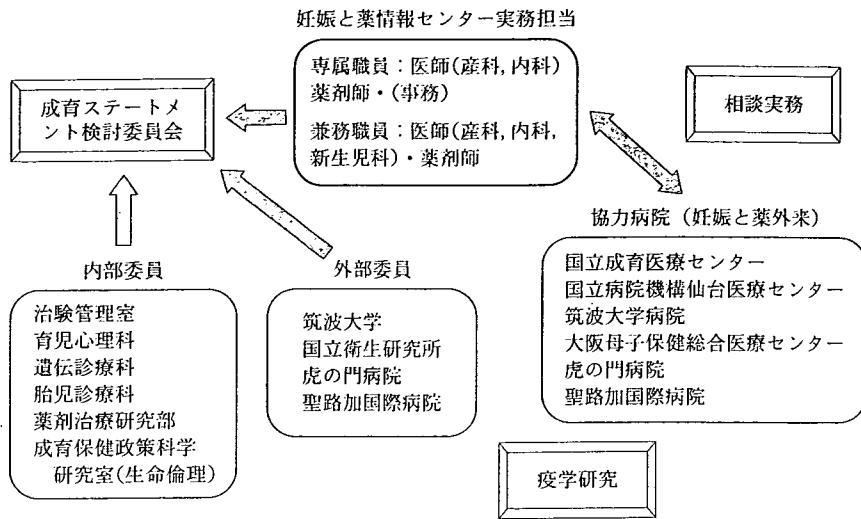 妊娠と薬情報センター実務担当
専属職員:医師(産科,内科)
薬剤師・(事務)
兼務職員:医師(産科,内科,
新生児科)・薬剤師
成育ステートメ
ント検討委員会
相談実務
協力病院(妊娠と薬外来)
国立成育医療センター
国立病院機構仙台医療センター
筑波大学病院
大阪母子保健総合医療センター
虎の門病院
聖路加国際病院
内部委員
治験管理室
育児心理科
遺伝診療科
胎児診療科
薬剤治療研究部
成育保健政策科学
研究室(生命倫理)
外部委員
筑波大学
国立衛生研究所
虎の門病院
聖路加国際病院
疫学研究